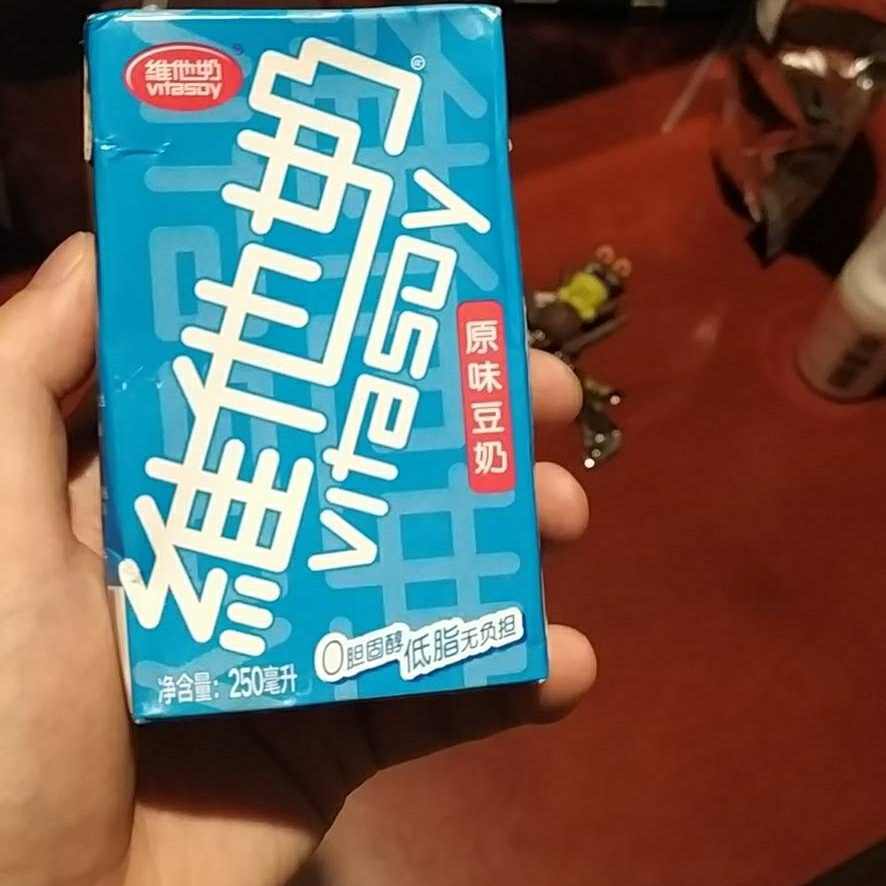 维他奶
vitasoy
维他奶
vitasoy
原味豆奶
0胆固醇 低脂无负担
净含量：250毫升